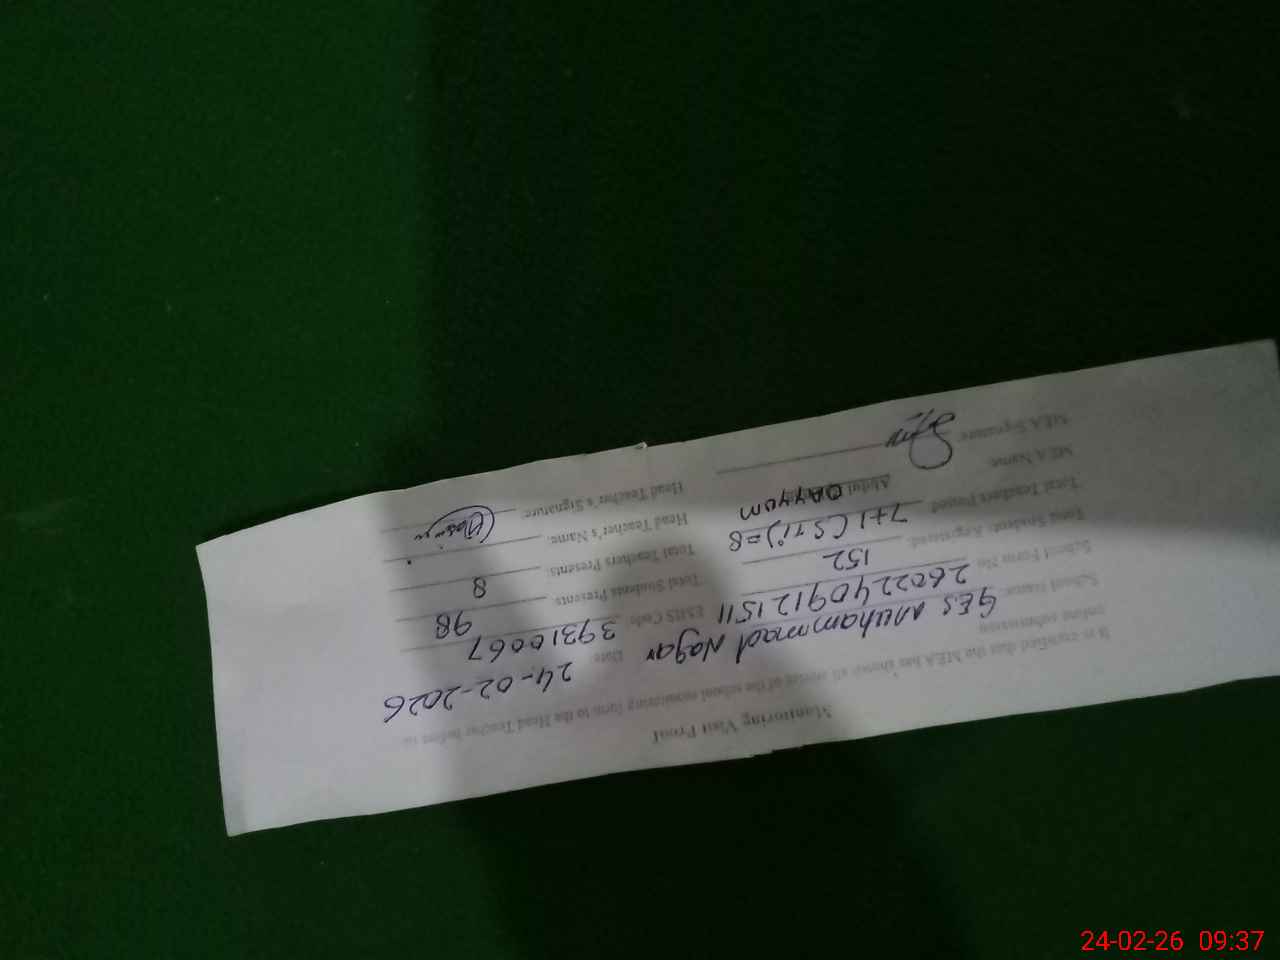 Monitoring Visit Proof
It is certified that the MEA has shown all entries of the school monitoring form to the Head Teacher before its
online submission.
School Name: GES Muhammad Nagar Date 24-02-2026
School Form No 26022409121511 EMIS Code 39310067
Total Students Registered: 152 Total Students Presents: 98
Total Teachers Posted 7+1(STI)=8 Total Teachers Presents: 8
MEA Name: Abdul Qayyum Head Teacher's Name:
MEA Signature: Head Teacher's Signature:
24-02-26 09:37